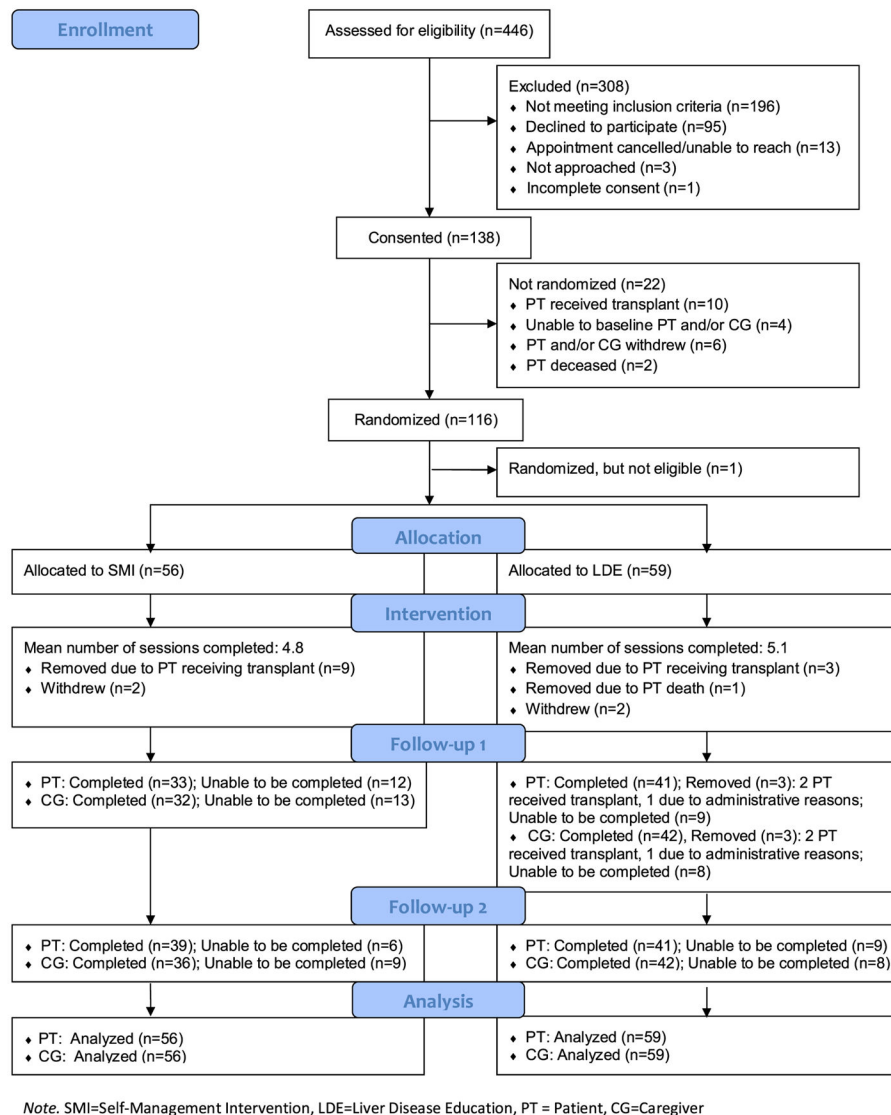 Enrollment
Assessed for eligibility (n=446)
Excluded (n=308)
♦ Not meeting inclusion criteria (n=196)
♦ Declined to participate (n=95)
♦ Appointment cancelled/unable to reach (n=13)
♦ Not approached (n=3)
♦ Incomplete consent (n=1)
Consented (n=138)
Not randomized (n=22)
♦ PT received transplant (n=10)
♦ Unable to baseline PT and/or CG (n=4)
♦ PT and/or CG withdrew (n=6)
♦ PT deceased (n=2)
Randomized (n=116)
Randomized, but not eligible (n=1)
Allocation
Allocated to SMI (n=56)
Allocated to LDE (n=59)
Intervention
Mean number of sessions completed: 4.8
♦ Removed due to PT receiving transplant (n=9)
♦ Withdrew (n=2)
Mean number of sessions completed: 5.1
♦ Removed due to PT receiving transplant (n=3)
♦ Removed due to PT death (n=1)
♦ Withdrew (n=2)
Follow-up 1
♦ PT: Completed (n=33); Unable to be completed (n=12)
♦ CG: Completed (n=32); Unable to be completed (n=13)
♦ PT: Completed (n=41); Removed (n=3): 2 PT
received transplant, 1 due to administrative reasons;
Unable to be completed (n=9)
♦ CG: Completed (n=42), Removed (n=3): 2 PT
received transplant, 1 due to administrative reasons;
Unable to be completed (n=8)
Follow-up 2
♦ PT: Completed (n=39); Unable to be completed (n=6)
♦ CG: Completed (n=36); Unable to be completed (n=9)
♦ PT: Completed (n=41); Unable to be completed (n=9)
♦ CG: Completed (n=42); Unable to be completed (n=8)
Analysis
♦ PT: Analyzed (n=56)
♦ CG: Analyzed (n=56)
♦ PT: Analyzed (n=59)
♦ CG: Analyzed (n=59)
Note. SMI=Self-Management Intervention, LDE=Liver Disease Education, PT = Patient, CG=Caregiver